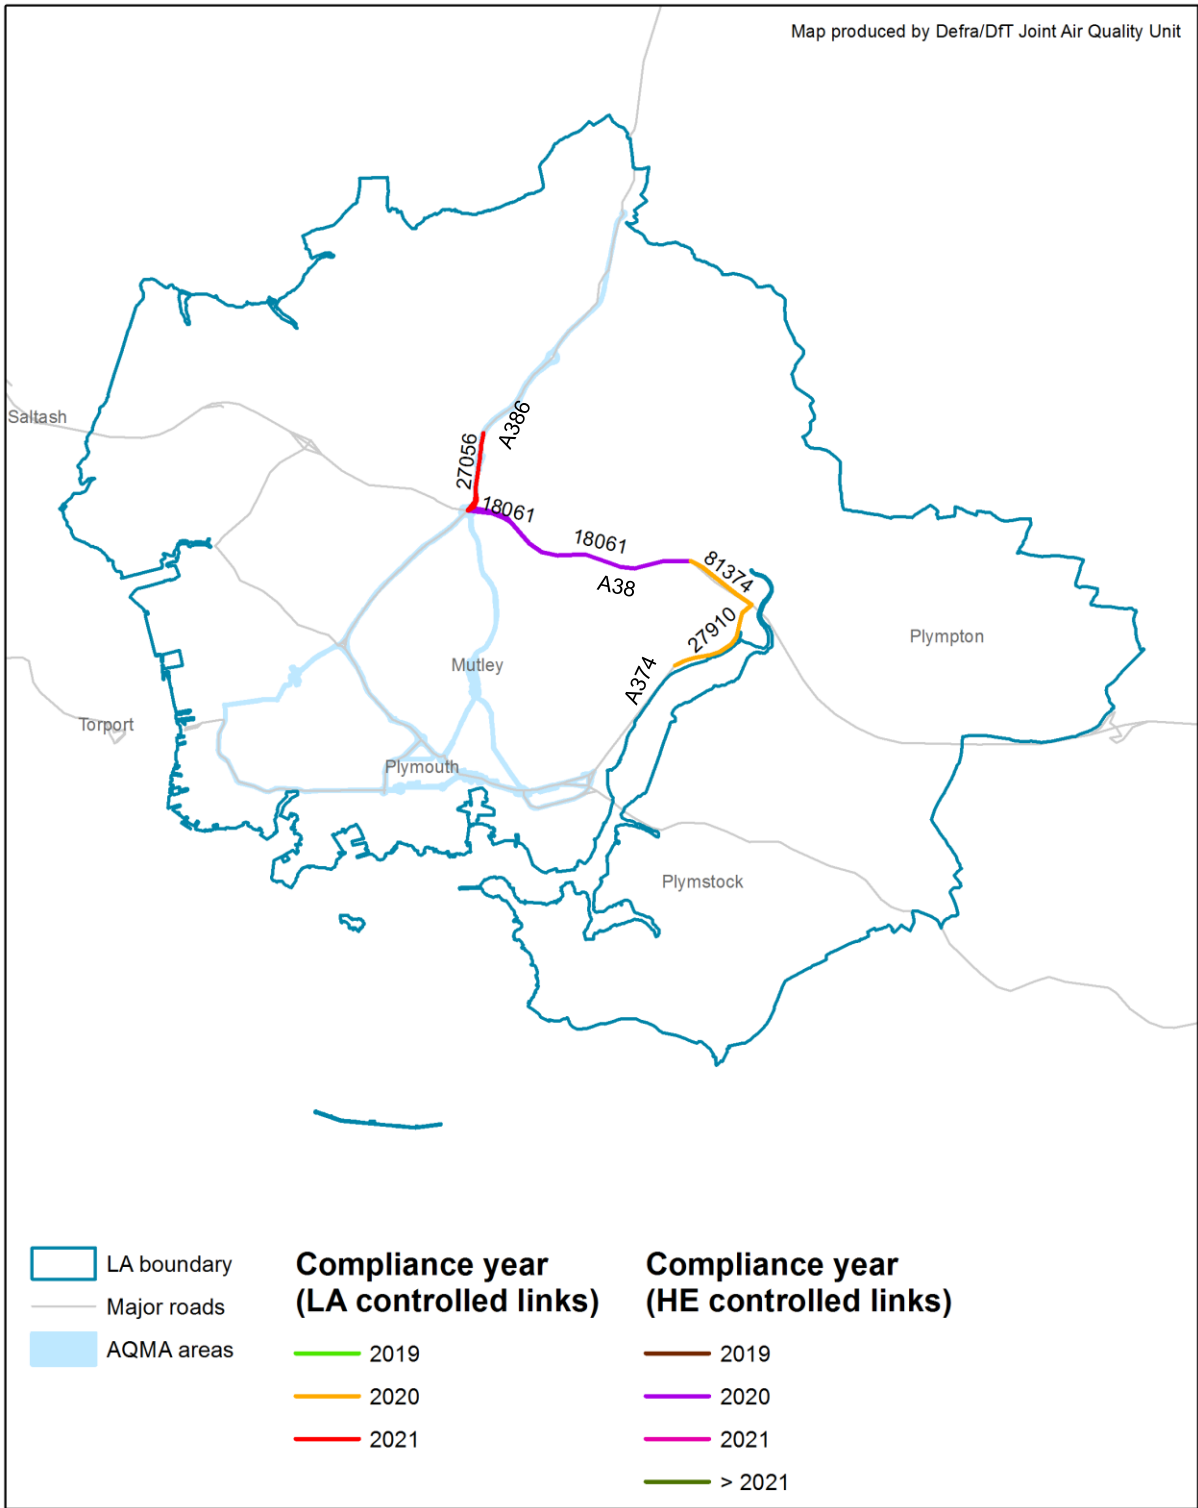 Map produced by Defra/DfT Joint Air Quality Unit
Saltash
A386
27056
18061
18061
A38
81374
27910
A374
Plympton
Mutley
Torport
Plymouth
Plymstock
LA boundary
Major roads
AQMA areas
Compliance year
(LA controlled links)
2019
2020
2021
Compliance year
(HE controlled links)
2019
2020
2021
> 2021